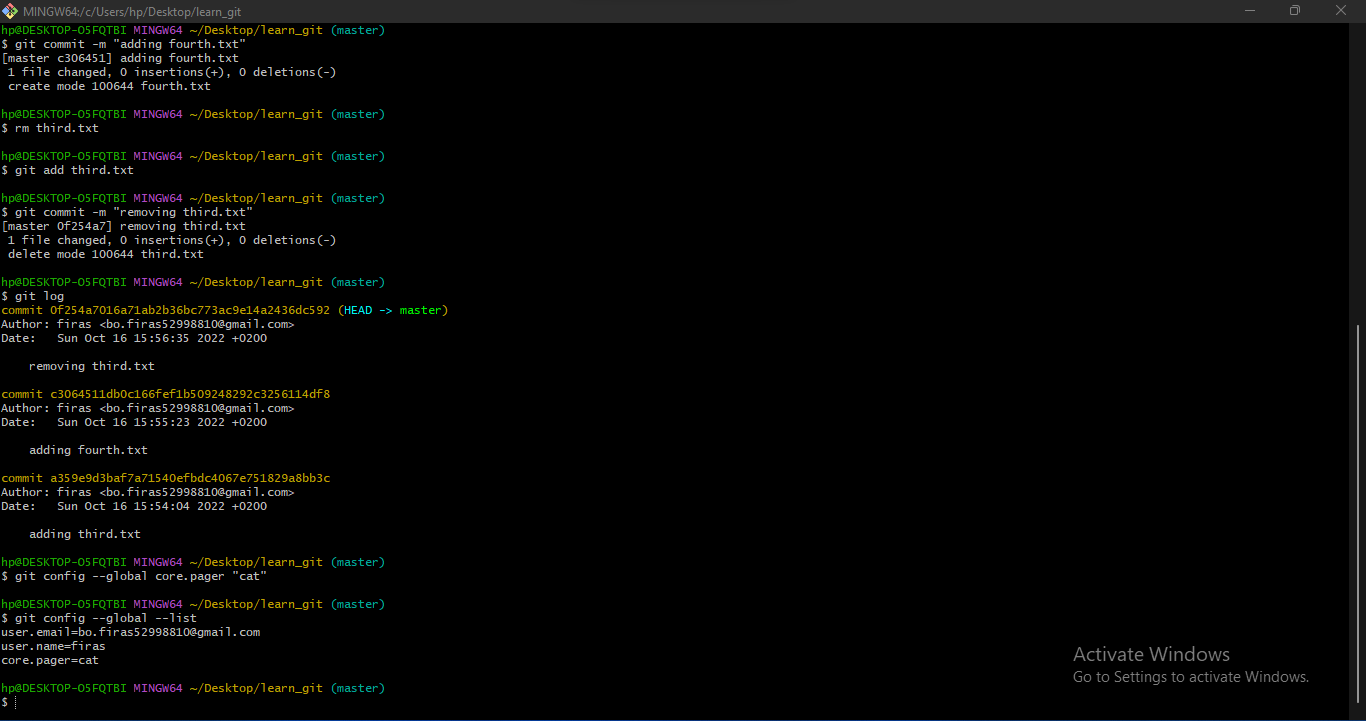 MINGW64:/c/Users/hp/Desktop/learn_git
hp@DESKTOP-O5FQTBI MINGW64 ~/Desktop/learn_git (master)
$ git commit -m "adding fourth.txt"
[master c306451] adding fourth.txt
 1 file changed, 0 insertions(+), 0 deletions(-)
 create mode 100644 fourth.txt

hp@DESKTOP-O5FQTBI MINGW64 ~/Desktop/learn_git (master)
$ rm third.txt

hp@DESKTOP-O5FQTBI MINGW64 ~/Desktop/learn_git (master)
$ git add third.txt

hp@DESKTOP-O5FQTBI MINGW64 ~/Desktop/learn_git (master)
$ git commit -m "removing third.txt"
[master 0f254a7] removing third.txt
 1 file changed, 0 insertions(+), 0 deletions(-)
 delete mode 100644 third.txt

hp@DESKTOP-O5FQTBI MINGW64 ~/Desktop/learn_git (master)
$ git log
commit 0f254a7016a71ab2b36bc773ac9e14a2436dc592 (HEAD -> master)
Author: firas <bo.firas52998810@gmail.com>
Date:   Sun Oct 16 15:56:35 2022 +0200

    removing third.txt

commit c3064511db0c166fef1b509248292c3256114df8
Author: firas <bo.firas52998810@gmail.com>
Date:   Sun Oct 16 15:55:23 2022 +0200

    adding fourth.txt

commit a359e9d3baf7a71540efbdc4067e751829a8bb3c
Author: firas <bo.firas52998810@gmail.com>
Date:   Sun Oct 16 15:54:04 2022 +0200

    adding third.txt

hp@DESKTOP-O5FQTBI MINGW64 ~/Desktop/learn_git (master)
$ git config --global core.pager "cat"

hp@DESKTOP-O5FQTBI MINGW64 ~/Desktop/learn_git (master)
$ git config --global --list
user.email=bo.firas52998810@gmail.com
user.name=firas
core.pager=cat

hp@DESKTOP-O5FQTBI MINGW64 ~/Desktop/learn_git (master)
$
Activate Windows
Go to Settings to activate Windows.